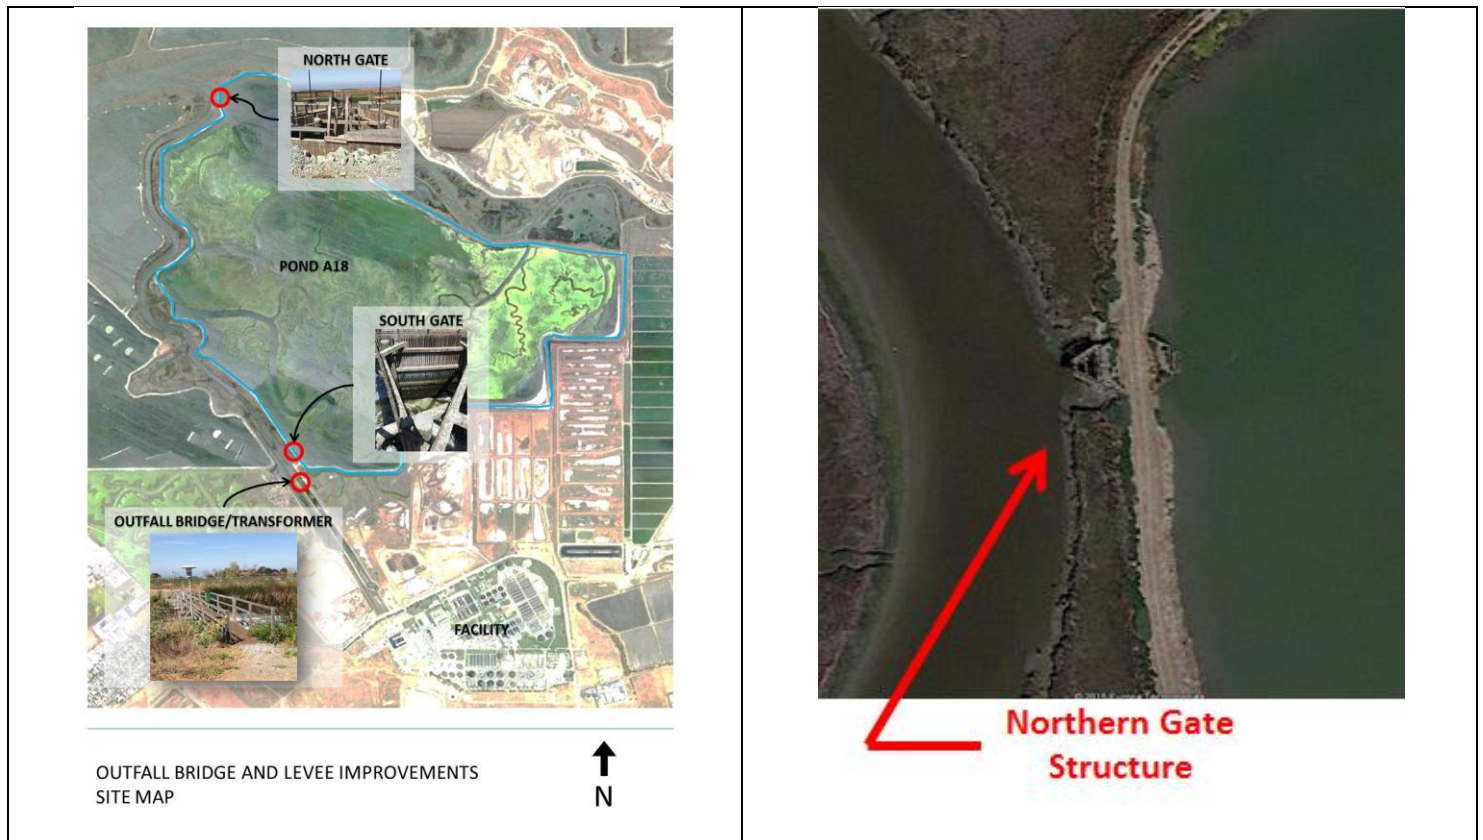 NORTH GATE
POND A18
SOUTH GATE
OUTFALL BRIDGE/TRANSFORMER
FACILITY
OUTFALL BRIDGE AND LEVEE IMPROVEMENTS
SITE MAP
N
Northern Gate
Structure